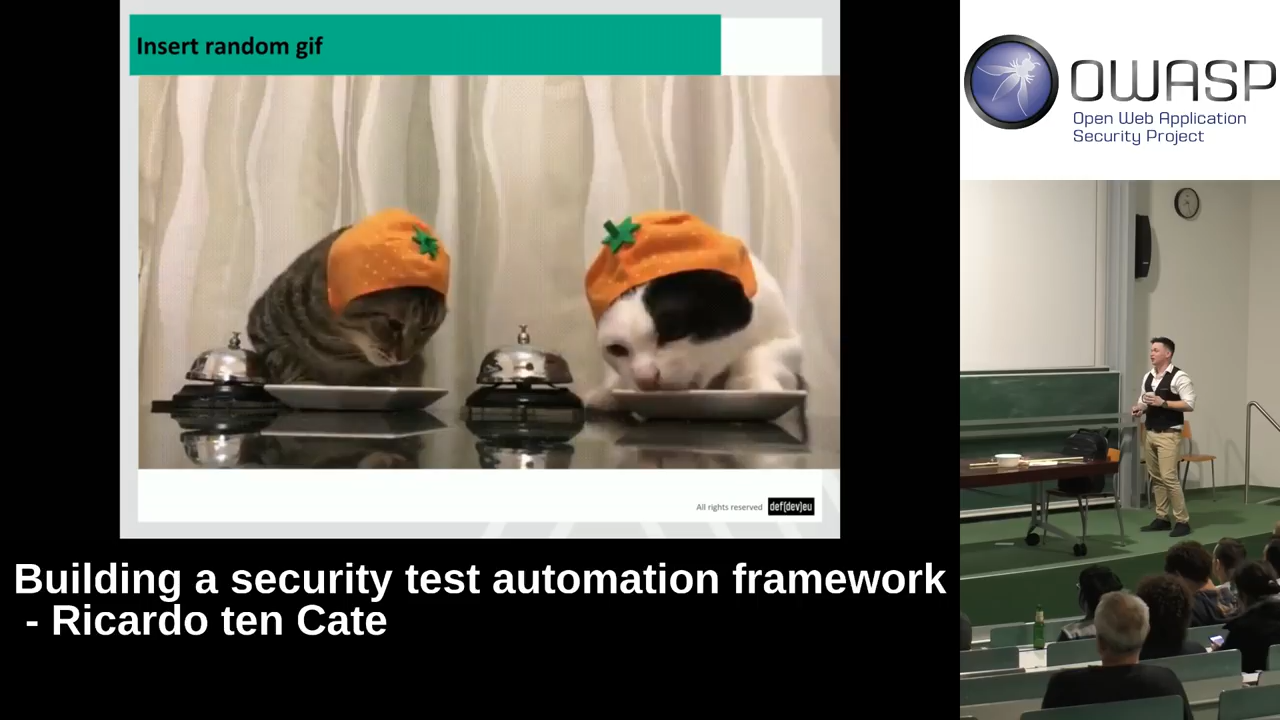 Insert random gif
All rights reserved
def[dev]eu
OWASP
Open Web Application
Security Project
Building a security test automation framework
- Ricardo ten Cate